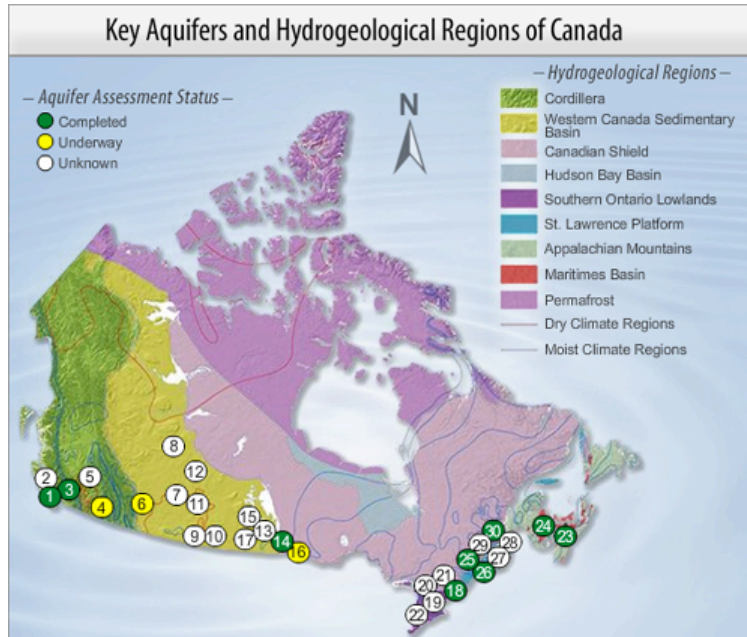 Key Aquifers and Hydrogeological Regions of Canada
– Aquifer Assessment Status –
Completed
Underway
Unknown
N
– Hydrogeological Regions –
Cordillera
Western Canada Sedimentary
Basin
Canadian Shield
Hudson Bay Basin
Southern Ontario Lowlands
St. Lawrence Platform
Appalachian Mountains
Maritimes Basin
Permafrost
Dry Climate Regions
Moist Climate Regions
8
12
2
5
3
1
4
6
7
11
9
10
15
13
17
14
16
30
24
23
29
28
25
27
26
21
20
18
19
22